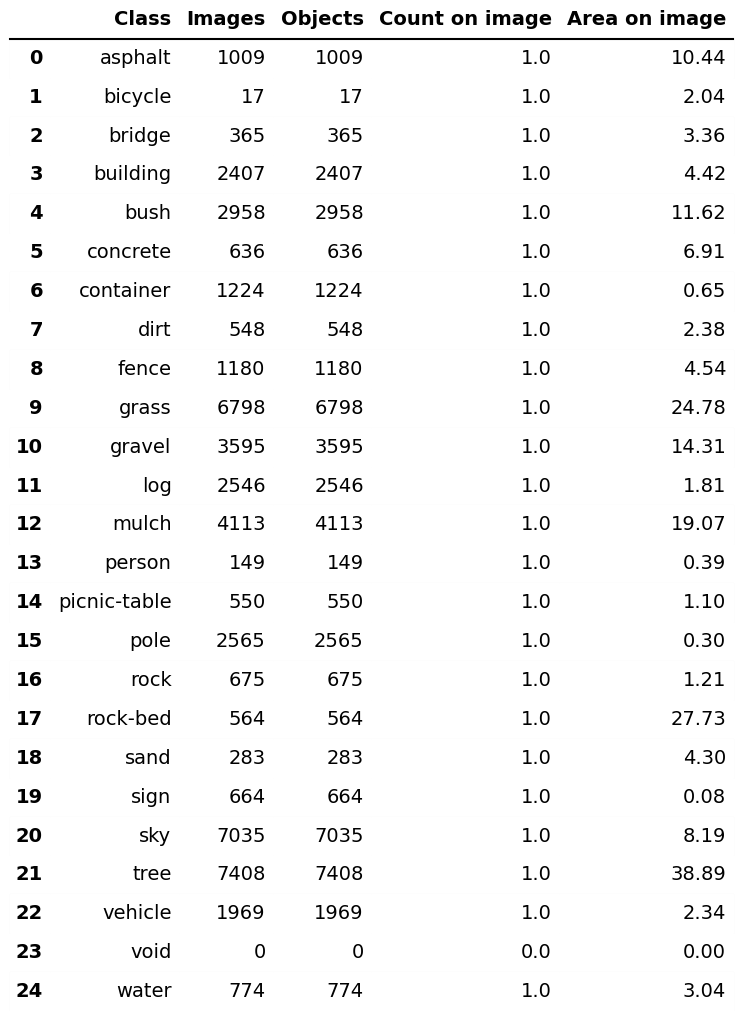 Class Images Objects Count on image Area on image
0 asphalt 1009 1009 1.0 10.44
1 bicycle 17 17 1.0 2.04
2 bridge 365 365 1.0 3.36
3 building 2407 2407 1.0 4.42
4 bush 2958 2958 1.0 11.62
5 concrete 636 636 1.0 6.91
6 container 1224 1224 1.0 0.65
7 dirt 548 548 1.0 2.38
8 fence 1180 1180 1.0 4.54
9 grass 6798 6798 1.0 24.78
10 gravel 3595 3595 1.0 14.31
11 log 2546 2546 1.0 1.81
12 mulch 4113 4113 1.0 19.07
13 person 149 149 1.0 0.39
14 picnic-table 550 550 1.0 1.10
15 pole 2565 2565 1.0 0.30
16 rock 675 675 1.0 1.21
17 rock-bed 564 564 1.0 27.73
18 sand 283 283 1.0 4.30
19 sign 664 664 1.0 0.08
20 sky 7035 7035 1.0 8.19
21 tree 7408 7408 1.0 38.89
22 vehicle 1969 1969 1.0 2.34
23 void 0 0 0.0 0.00
24 water 774 774 1.0 3.04